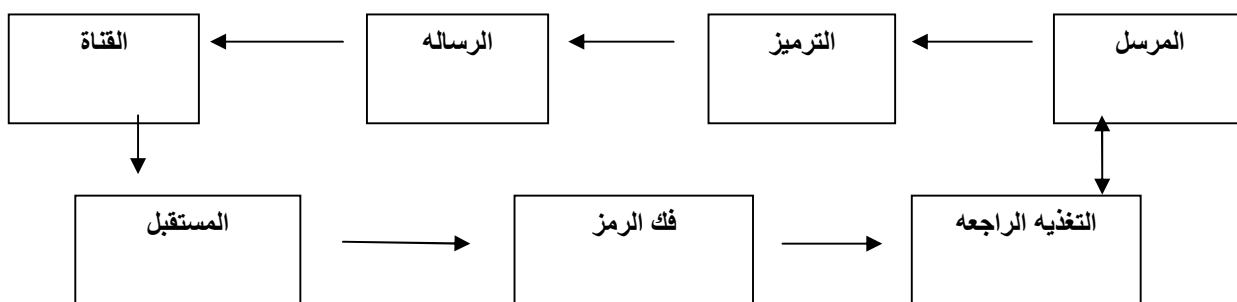 المرسل
الترميز
الرساله
القناة
المستقبل
فك الرمز
التغذيه الراجعه